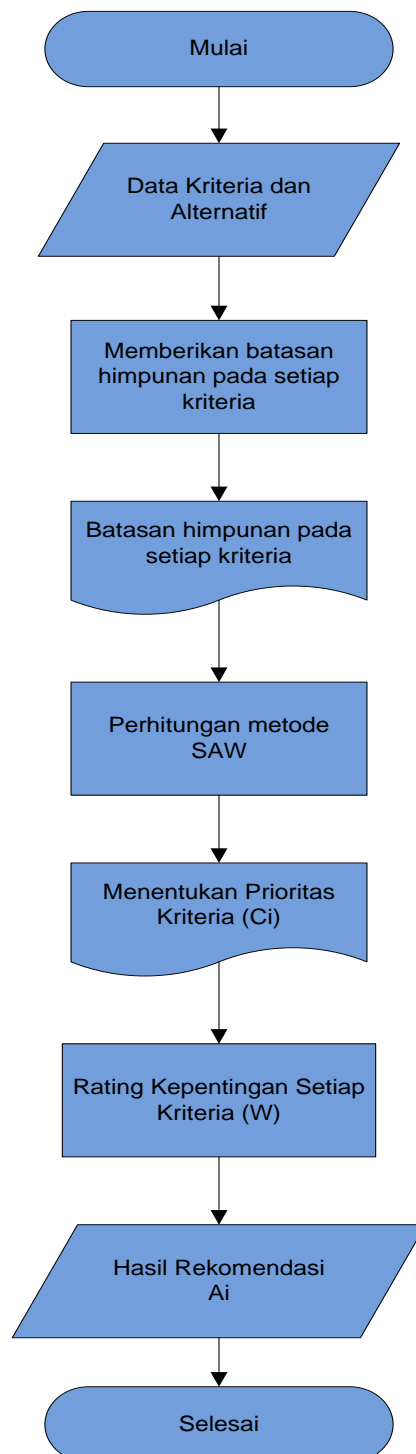 Mulai
Data Kriteria dan
Alternatif
Memberikan batasan
himpunan pada setiap
kriteria
Batasan himpunan pada
setiap kriteria
Perhitungan metode
SAW
Menentukan Prioritas
Kriteria (Ci)
Rating Kepentingan Setiap
Kriteria (W)
Hasil Rekomendasi
Ai
Selesai